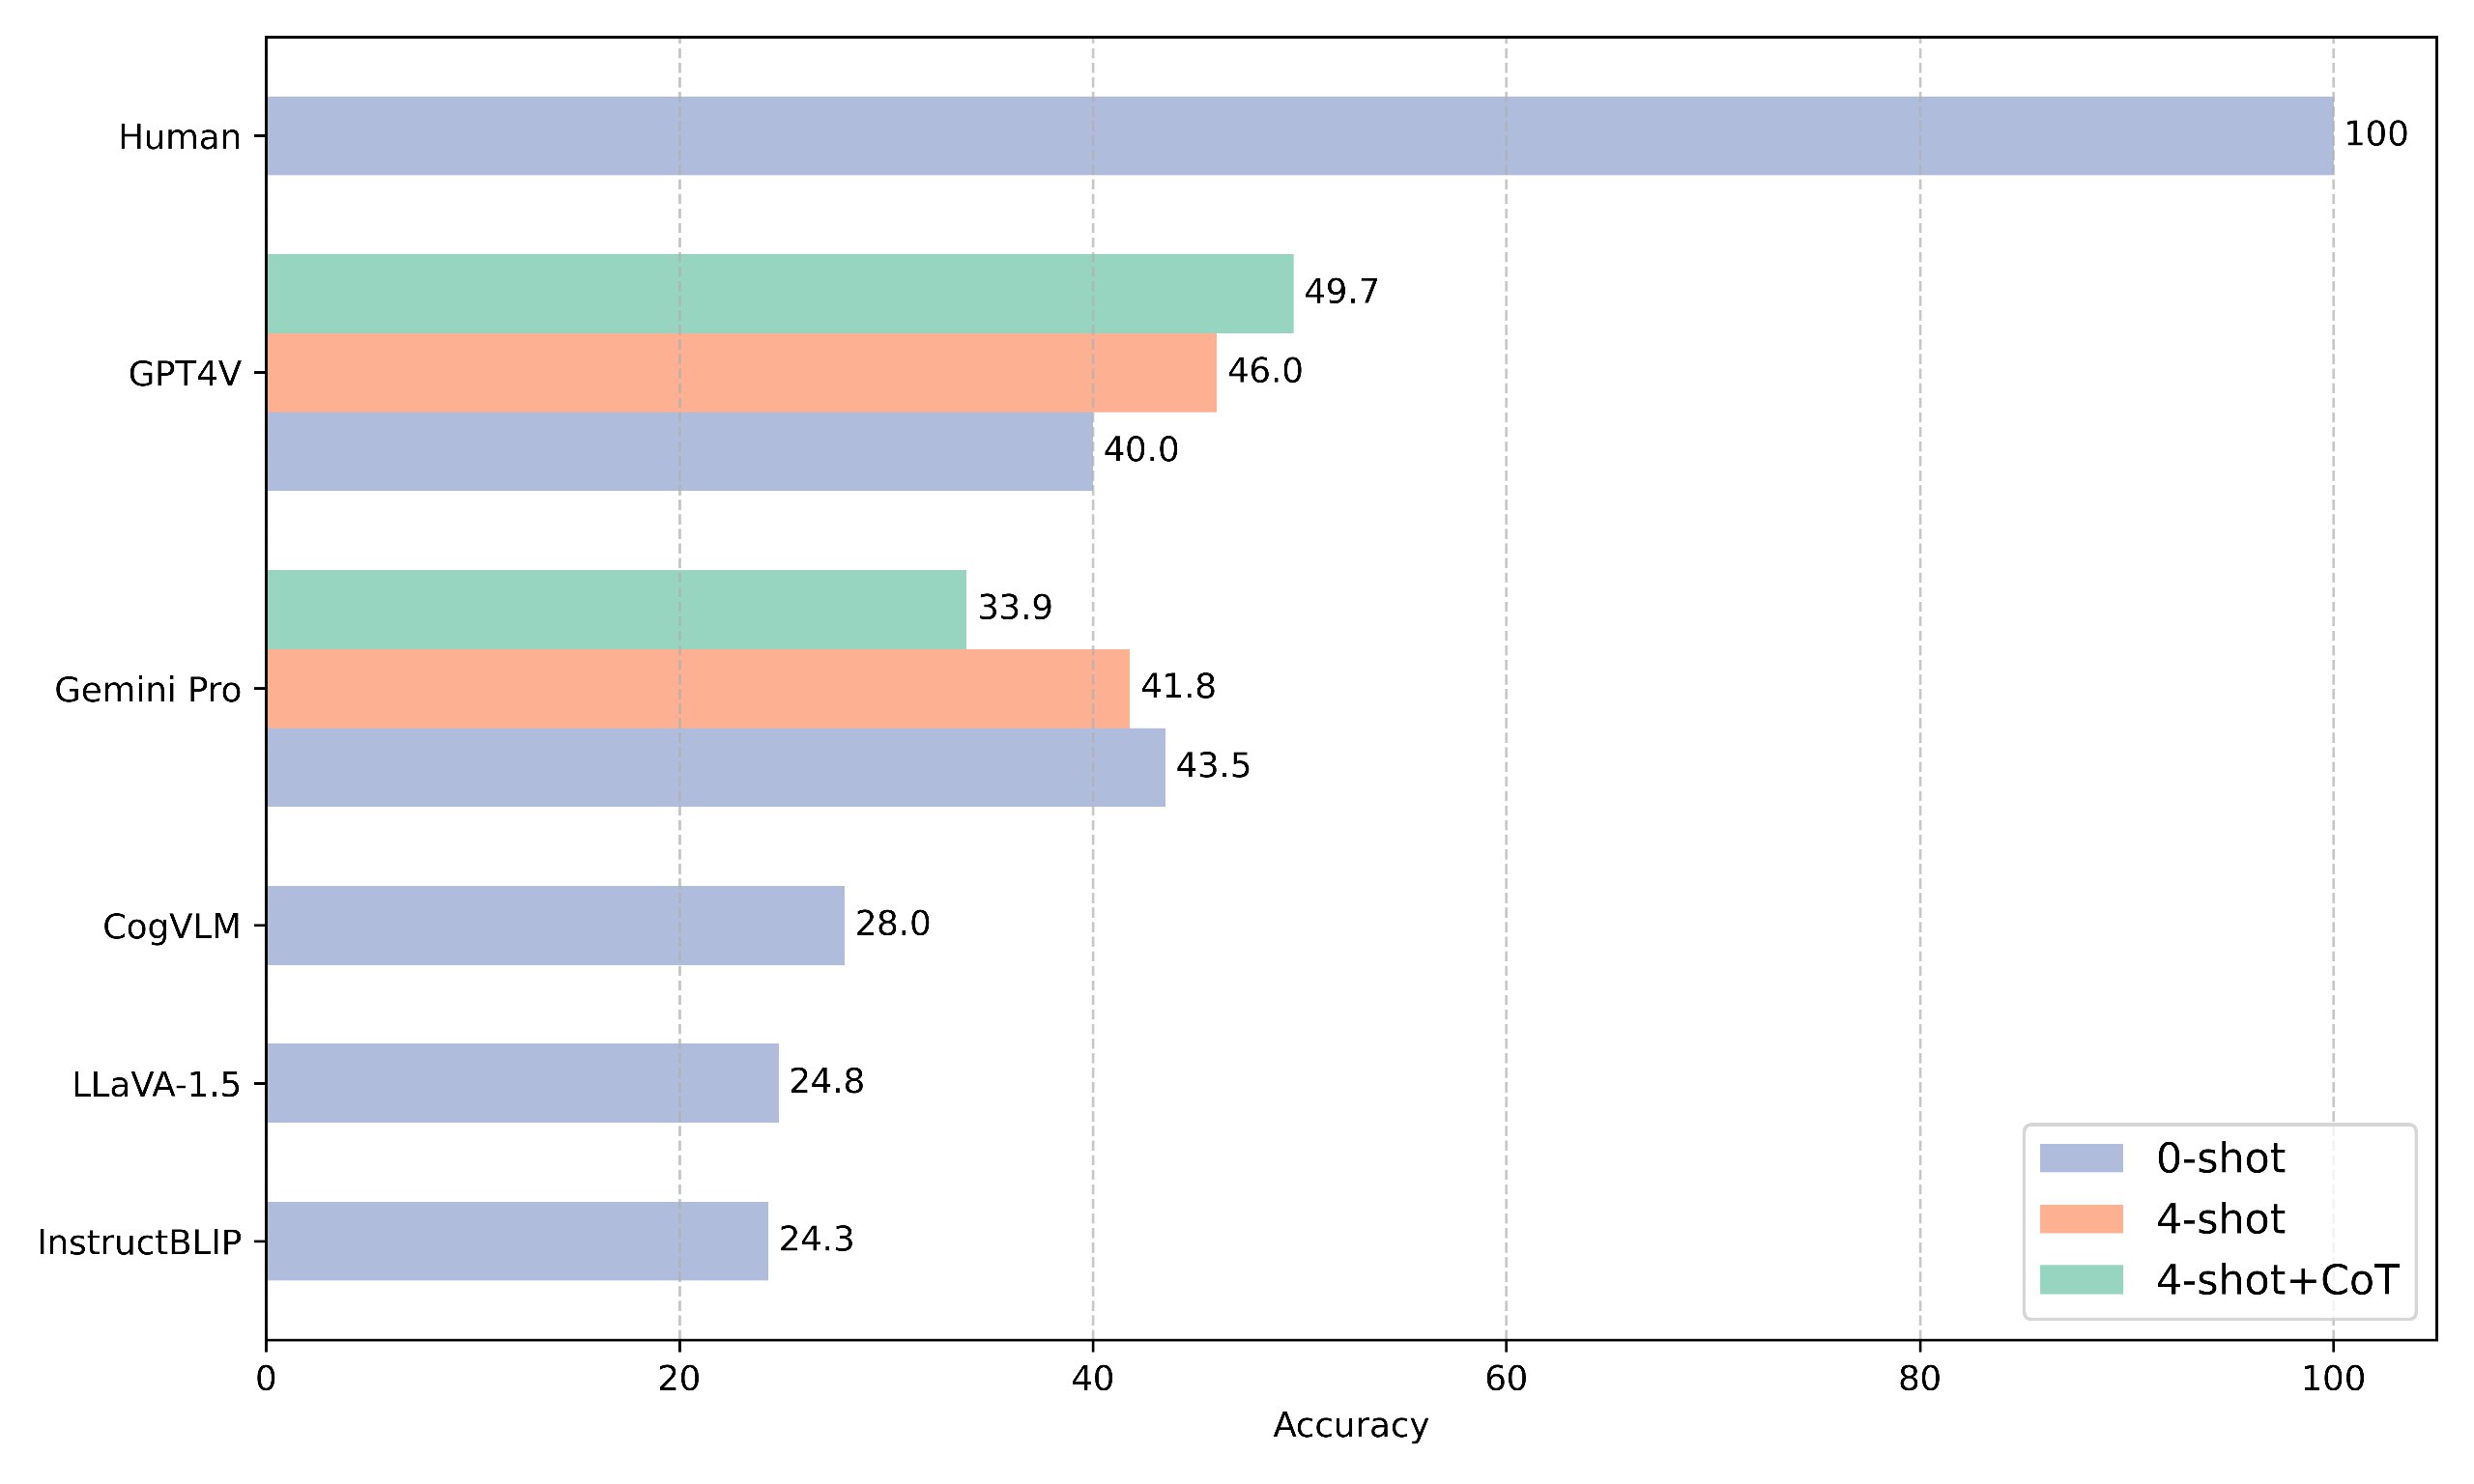 Human
100
49.7
GPT4V
46.0
40.0
33.9
Gemini Pro
41.8
43.5
CogVLM
28.0
LLaVA-1.5
24.8
InstructBLIP
24.3
0-shot
4-shot
4-shot+CoT
0 20 40 60 80 100
Accuracy